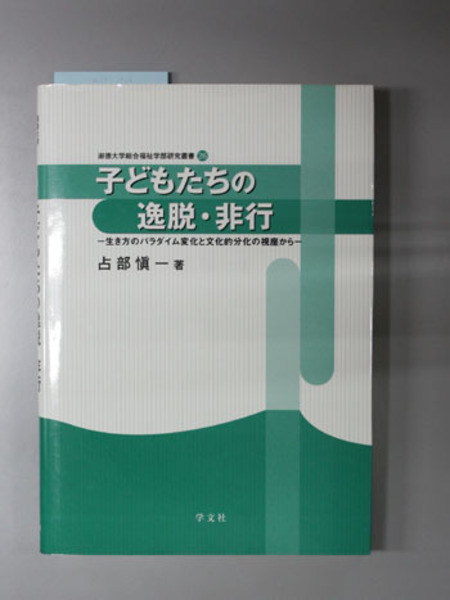 淑徳大学総合福祉学部研究叢書 26
子どもたちの
逸脱・非行
−生き方のパラダイム変化と文化的分化の視座から−
占部愼一 著
学文社